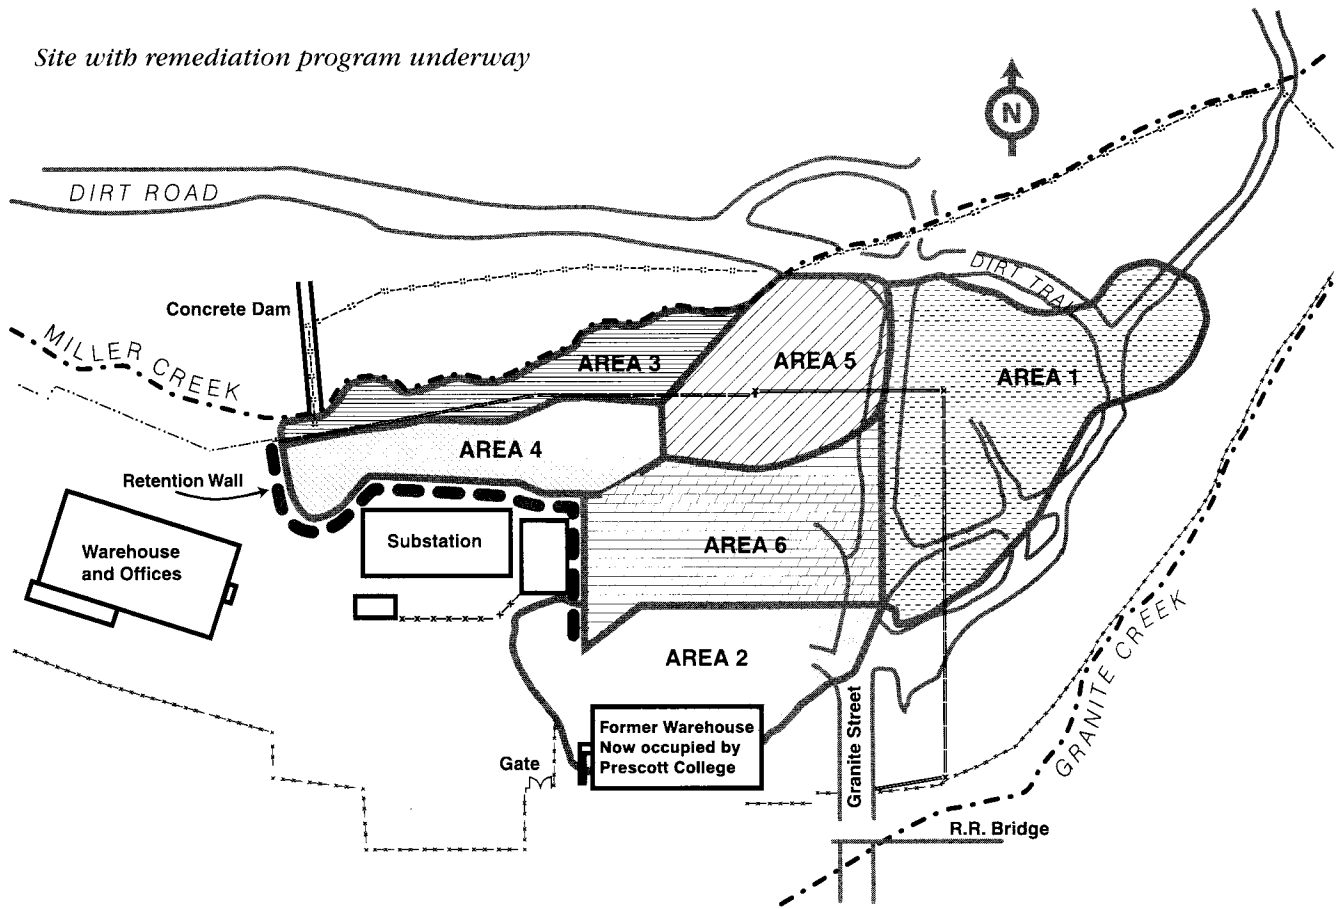 Site with remediation program underway
N
DIRT ROAD
DIRT TRAIL
Concrete Dam
MILLER CREEK
AREA 3
AREA 5
AREA 1
AREA 4
Retention Wall
Substation
Warehouse
and Offices
AREA 6
AREA 2
GRANITE CREEK
Granite Street
Former Warehouse
Now occupied by
Prescott College
Gate
R.R. Bridge